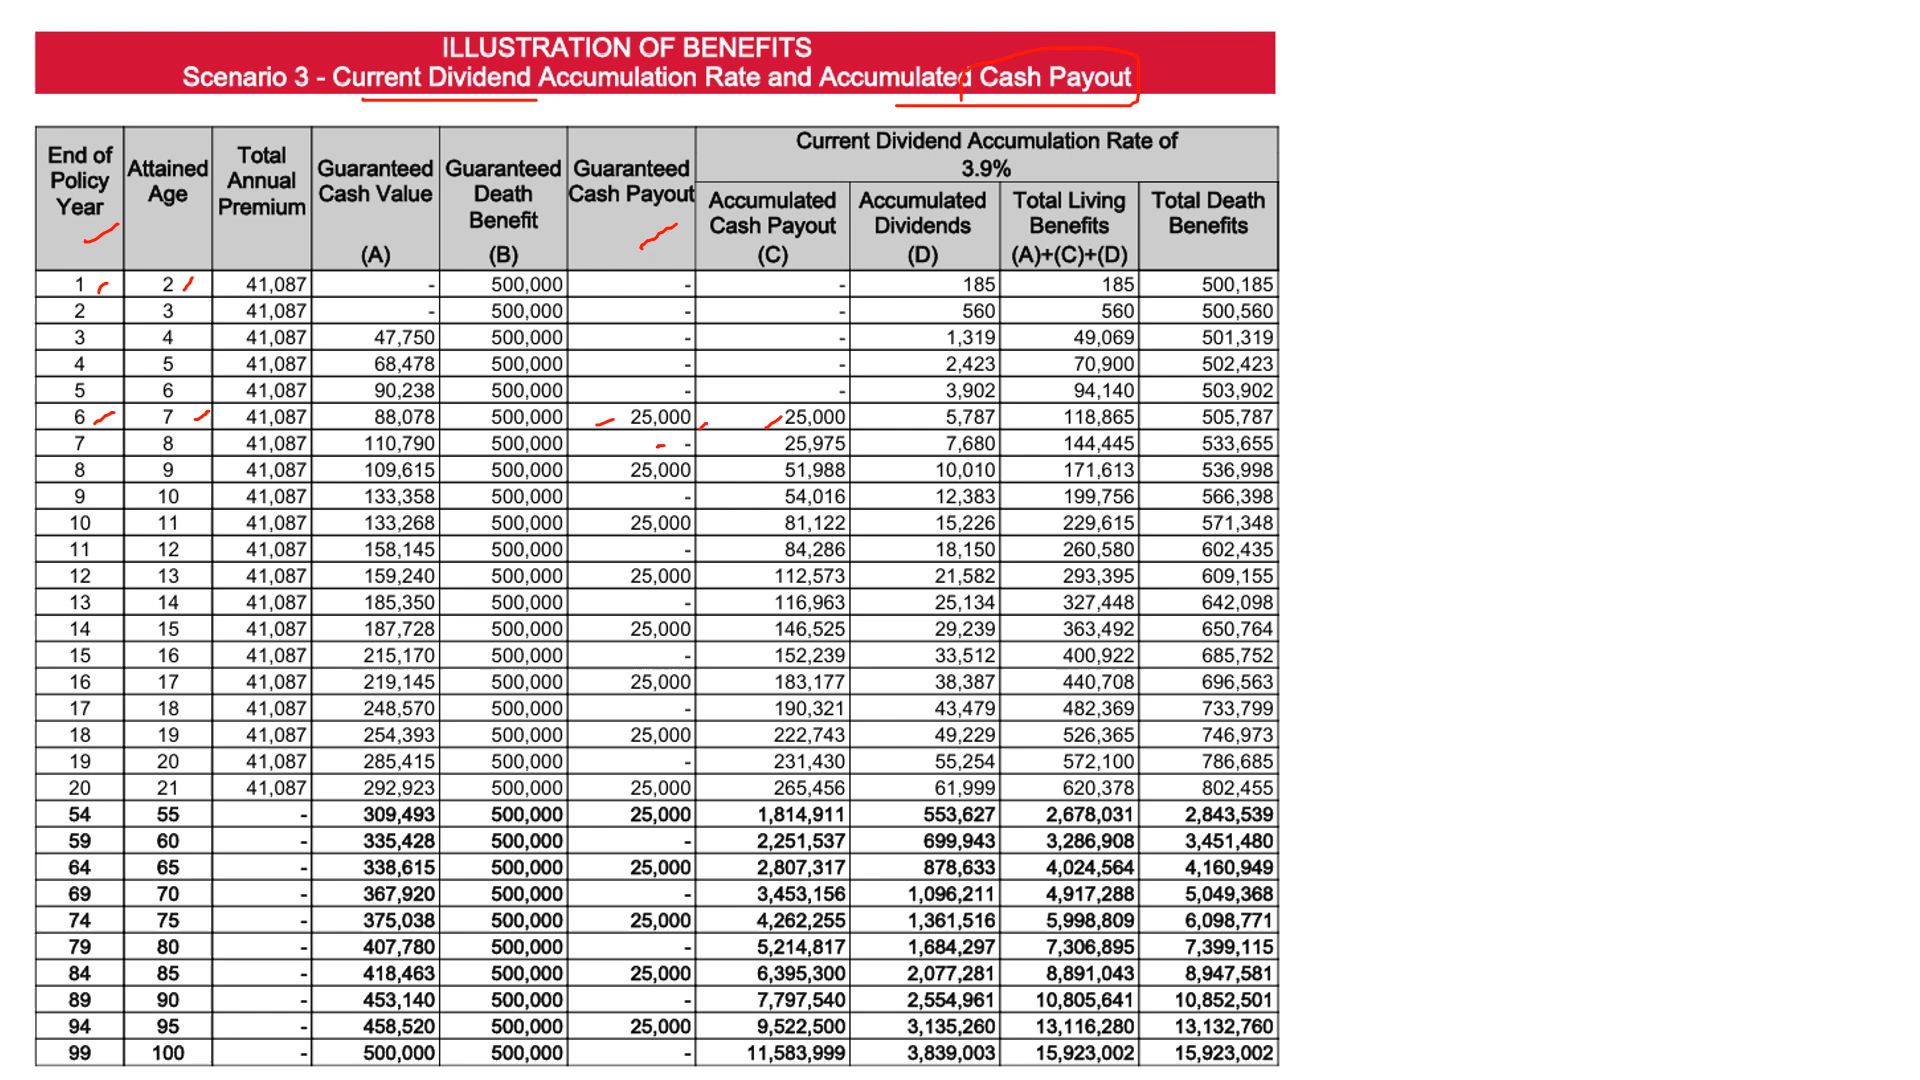 ILLUSTRATION OF BENEFITS
Scenario 3 - Current Dividend Accumulation Rate and Accumulated Cash Payout
End of Policy Year | Attained Age | Total Annual Premium | Guaranteed Cash Value (A) | Guaranteed Death Benefit (B) | Guaranteed Cash Payout | Current Dividend Accumulation Rate of 3.9%
Accumulated Cash Payout (C) | Accumulated Dividends (D) | Total Living Benefits (A)+(C)+(D) | Total Death Benefits
1 2 41,087 - 500,000 - - 185 185 500,185
2 3 41,087 - 500,000 - - 560 560 500,560
3 4 41,087 47,750 500,000 - - 1,319 49,069 501,319
4 5 41,087 68,478 500,000 - - 2,423 70,900 502,423
5 6 41,087 90,238 500,000 - - 3,902 94,140 503,902
6 7 41,087 88,078 500,000 25,000 25,000 5,787 118,865 505,787
7 8 41,087 110,790 500,000 - 25,975 7,680 144,445 533,655
8 9 41,087 109,615 500,000 25,000 51,988 10,010 171,613 536,998
9 10 41,087 133,358 500,000 - 54,016 12,383 199,756 566,398
10 11 41,087 133,268 500,000 25,000 81,122 15,226 229,615 571,348
11 12 41,087 158,145 500,000 - 84,286 18,150 260,580 602,435
12 13 41,087 159,240 500,000 25,000 112,573 21,582 293,395 609,155
13 14 41,087 185,350 500,000 - 116,963 25,134 327,448 642,098
14 15 41,087 187,728 500,000 25,000 146,525 29,239 363,492 650,764
15 16 41,087 215,170 500,000 - 152,239 33,512 400,922 685,752
16 17 41,087 219,145 500,000 25,000 183,177 38,387 440,708 696,563
17 18 41,087 248,570 500,000 - 190,321 43,479 482,369 733,799
18 19 41,087 254,393 500,000 25,000 222,743 49,229 526,365 746,973
19 20 41,087 285,415 500,000 - 231,430 55,254 572,100 786,685
20 21 41,087 292,923 500,000 25,000 265,456 61,999 620,378 802,455
54 55 - 309,493 500,000 25,000 1,814,911 553,627 2,678,031 2,843,539
59 60 - 335,428 500,000 - 2,251,537 699,943 3,286,908 3,451,480
64 65 - 338,615 500,000 25,000 2,807,317 878,633 4,024,564 4,160,949
69 70 - 367,920 500,000 - 3,453,156 1,096,211 4,917,288 5,049,368
74 75 - 375,038 500,000 25,000 4,262,255 1,361,516 5,998,809 6,098,771
79 80 - 407,780 500,000 - 5,214,817 1,684,297 7,306,895 7,399,115
84 85 - 418,463 500,000 25,000 6,395,300 2,077,281 8,891,043 8,947,581
89 90 - 453,140 500,000 - 7,797,540 2,554,961 10,805,641 10,852,501
94 95 - 458,520 500,000 25,000 9,522,500 3,135,260 13,116,280 13,132,760
99 100 - 500,000 500,000 - 11,583,999 3,839,003 15,923,002 15,923,002